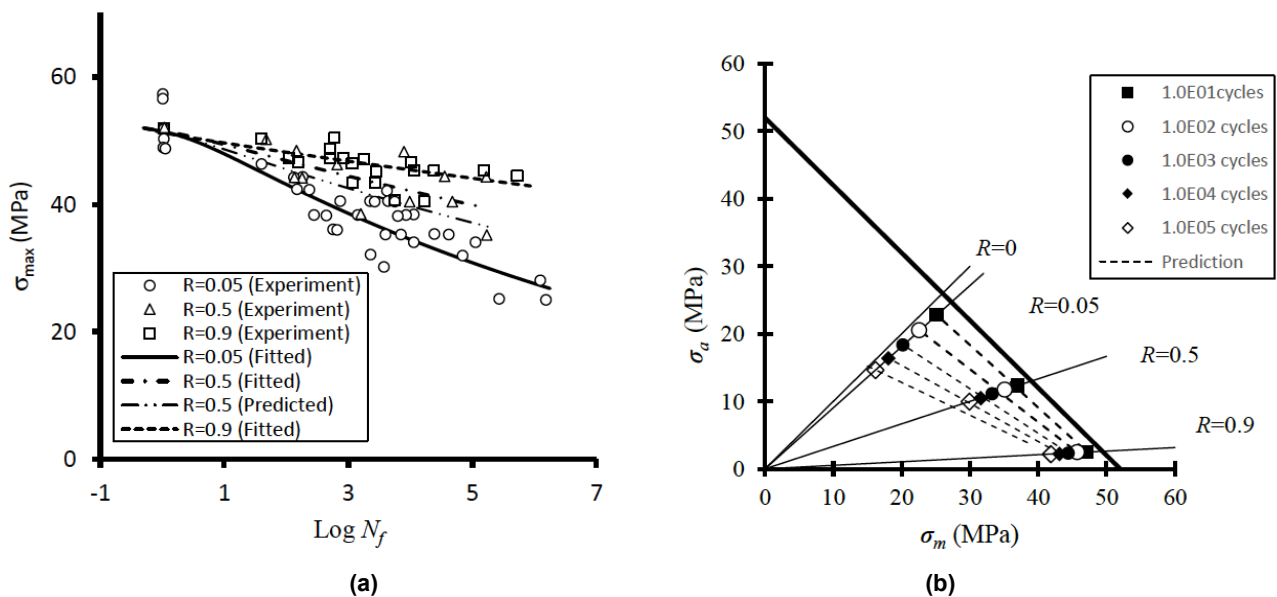 60
40
20
0
-1
1
3
5
7
σmax (MPa)
Log Nf
R=0.05 (Experiment)
R=0.5 (Experiment)
R=0.9 (Experiment)
R=0.05 (Fitted)
R=0.5 (Fitted)
R=0.5 (Predicted)
R=0.9 (Fitted)
(a)
60
50
40
30
20
10
0
0
10
20
30
40
50
60
σa (MPa)
σm (MPa)
1.0E01cycles
1.0E02 cycles
1.0E03 cycles
1.0E04 cycles
1.0E05 cycles
Prediction
R=0
R=0.05
R=0.5
R=0.9
(b)